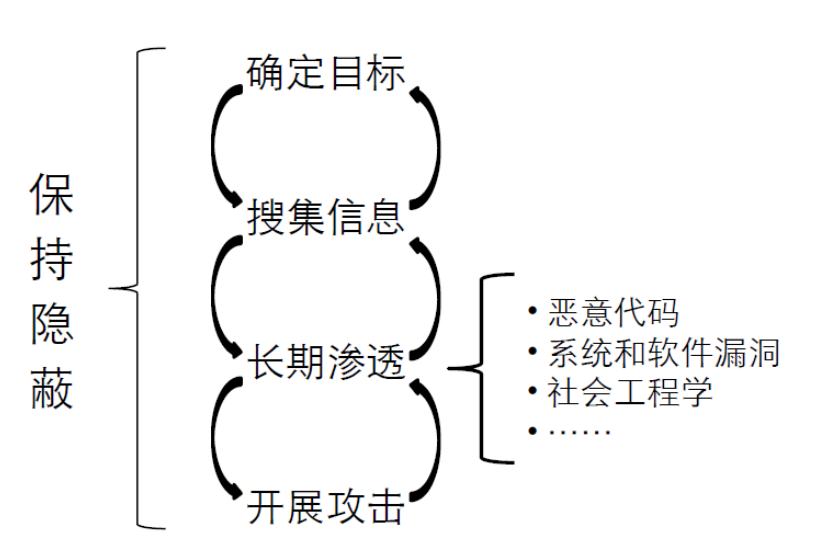 保持隐蔽
确定目标
搜集信息
长期渗透
开展攻击
• 恶意代码
• 系统和软件漏洞
• 社会工程学
• ……